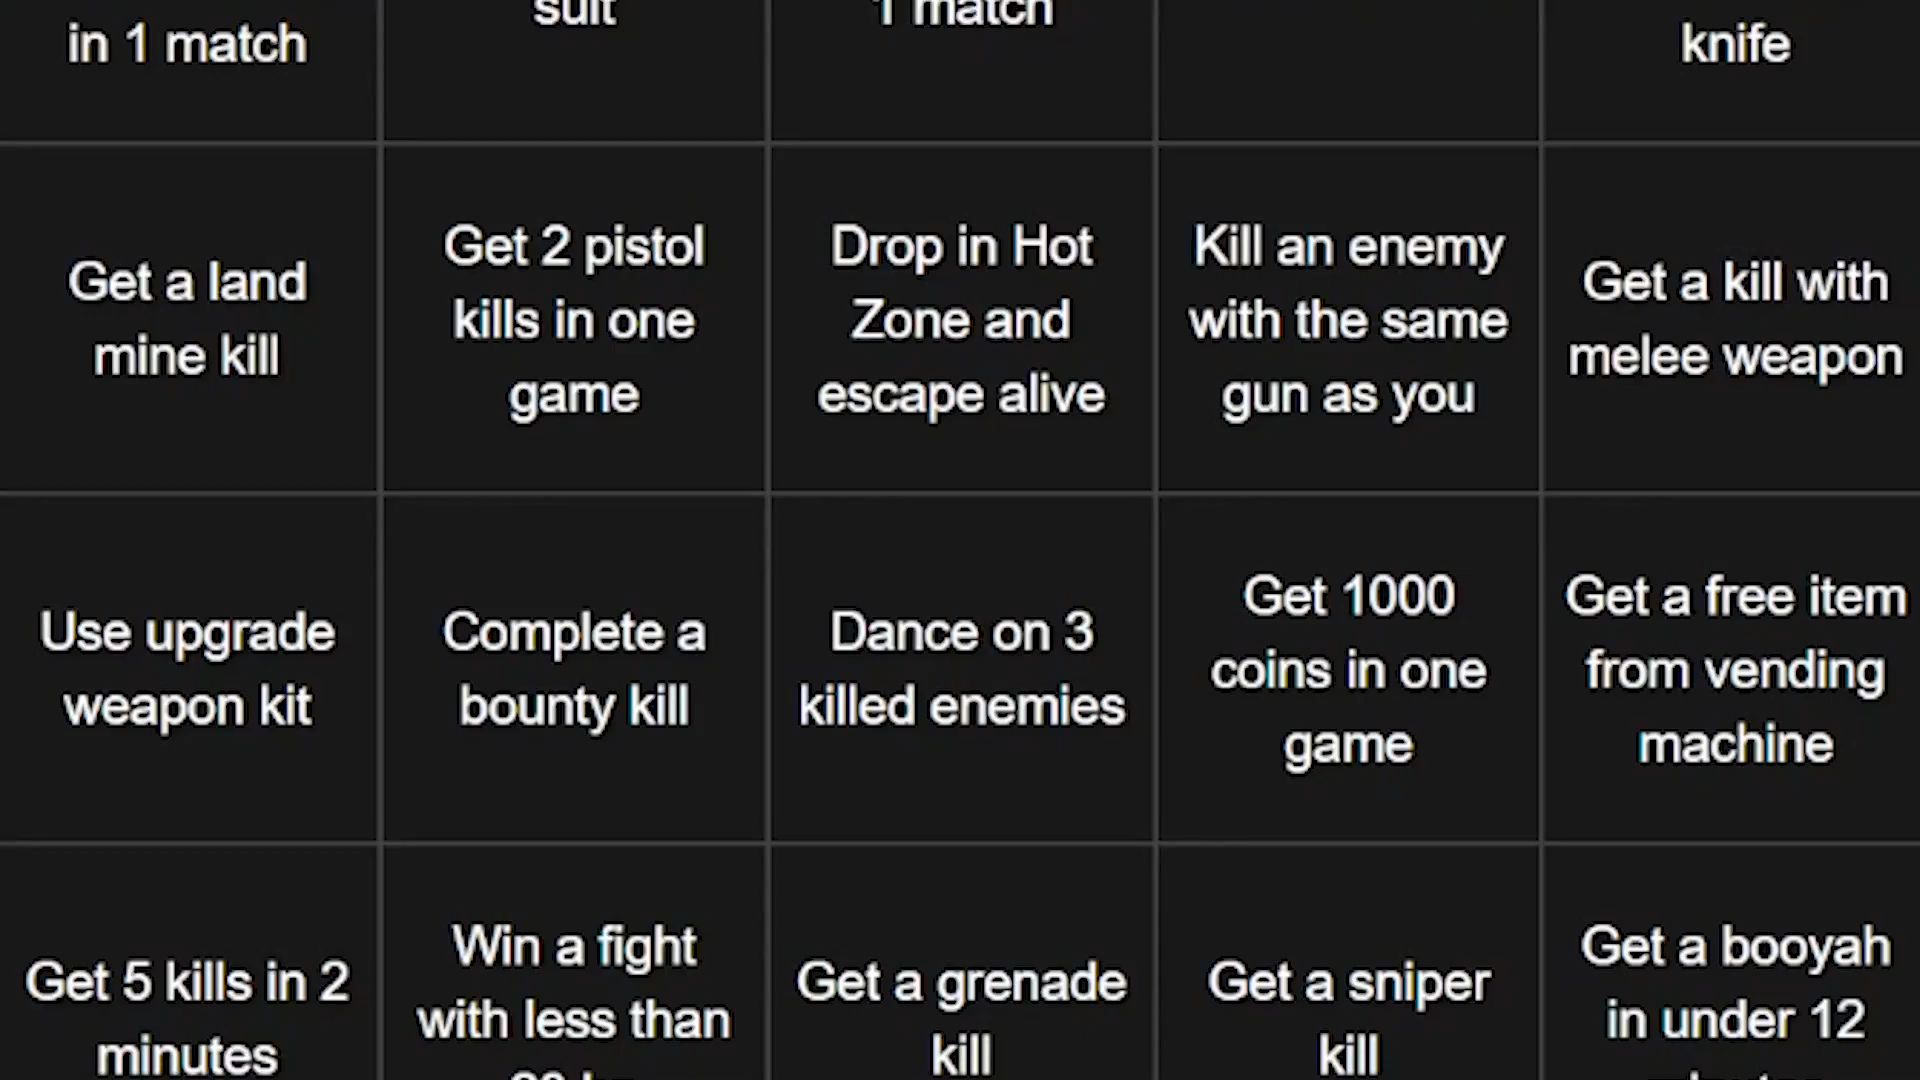 in 1 match
suit
1 match
knife
Get a land
mine kill
Get 2 pistol
kills in one
game
Drop in Hot
Zone and
escape alive
Kill an enemy
with the same
gun as you
Get a kill with
melee weapon
Use upgrade
weapon kit
Complete a
bounty kill
Dance on 3
killed enemies
Get 1000
coins in one
game
Get a free item
from vending
machine
Get 5 kills in 2
minutes
Win a fight
with less than
Get a grenade
kill
Get a sniper
kill
Get a booyah
in under 12